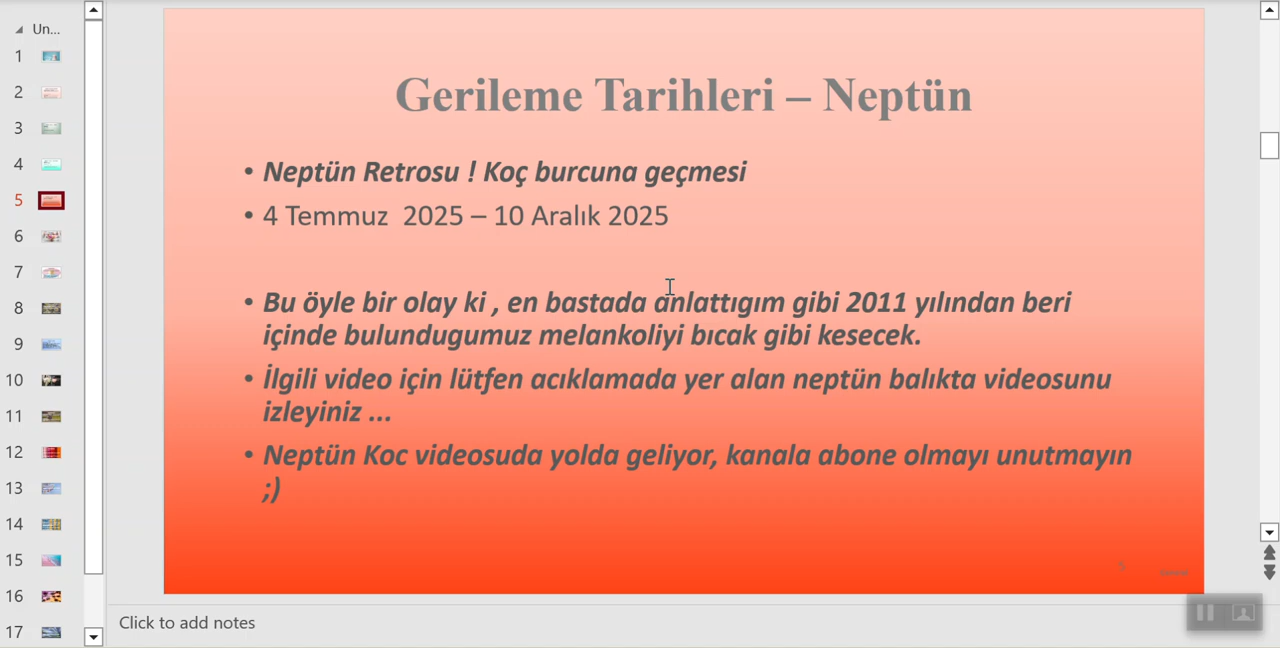 Un...
1
2
3
4
5
6
7
8
9
10
11
12
13
14
15
16
17
Gerileme Tarihleri – Neptün
• Neptün Retrosu ! Koç burcuna geçmesi
• 4 Temmuz  2025 – 10 Aralık 2025
• Bu öyle bir olay ki , en bastada anlattıgım gibi 2011 yılından beri
içinde bulundugumuz melankoliyi bıcak gibi kesecek.
• İlgili video için lütfen acıklamada yer alan neptün balıkta videosunu
izleyiniz ...
• Neptün Koc videosuda yolda geliyor, kanala abone olmayı unutmayın
;)
5
Click to add notes